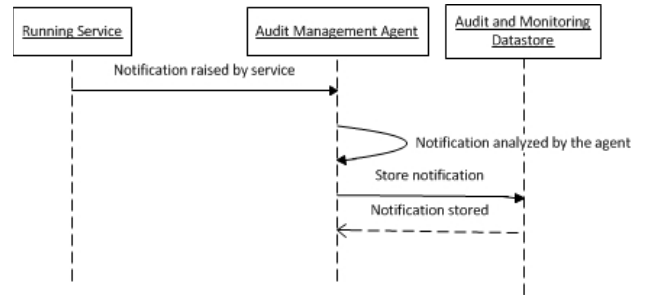 Running Service
Audit Management Agent
Audit and Monitoring
Datastore
Notification raised by service
Notification analyzed by the agent
Store notification
Notification stored